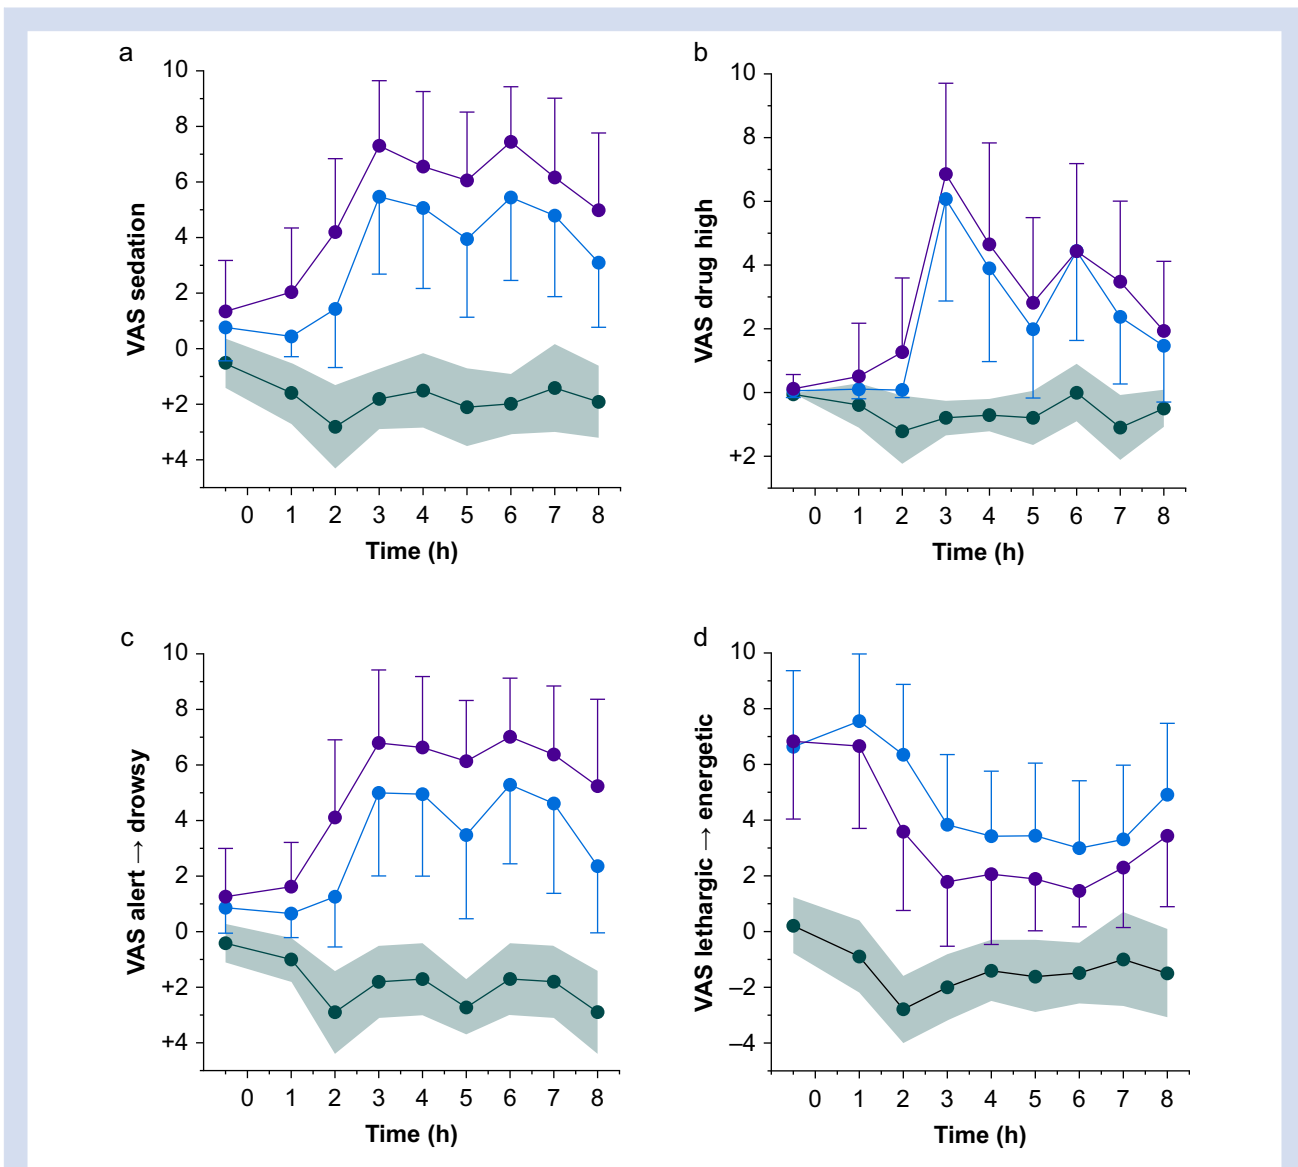 a
10
8
6
4
2
0
+2
+4
VAS sedation
0 1 2 3 4 5 6 7 8
Time (h)
b
10
8
6
4
2
0
+2
VAS drug high
0 1 2 3 4 5 6 7 8
Time (h)
c
10
8
6
4
2
0
+2
+4
VAS alert → drowsy
0 1 2 3 4 5 6 7 8
Time (h)
d
10
8
6
4
2
0
–2
–4
VAS lethargic → energetic
0 1 2 3 4 5 6 7 8
Time (h)